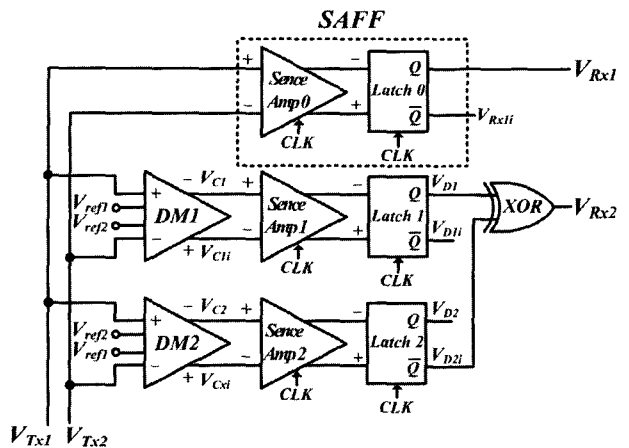 SAFF
+ Sence Amp0 − − Latch 0 Q V_Rx1
− + Q̅ V_Rx1i
CLK CLK
V_ref1 + DM1 − V_C1 + Sence Amp1 − Latch 1 Q V_D1 XOR V_Rx2
V_ref2 − + V_C1i − + Q̅ V_D1i
CLK CLK
V_ref2 + DM2 − V_C2 + Sence Amp2 − Latch 2 Q V_D2
V_ref1 − + V_Cxi − + Q̅ V_D2i
CLK CLK
V_Tx1 V_Tx2